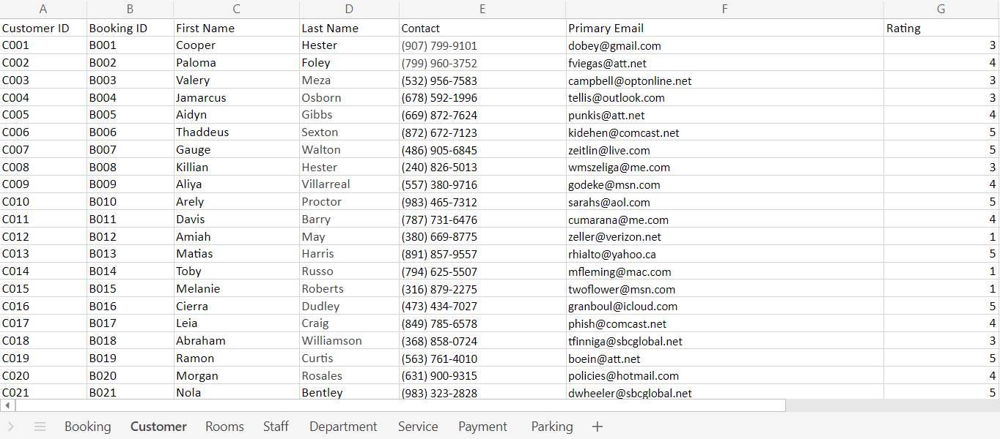 A B C D E F G
Customer ID Booking ID First Name Last Name Contact Primary Email Rating
C001 B001 Cooper Hester (907) 799-9101 dobey@gmail.com 3
C002 B002 Paloma Foley (799) 960-3752 fviegas@att.net 4
C003 B003 Valery Meza (532) 956-7583 campbell@optonline.net 3
C004 B004 Jamarcus Osborn (678) 592-1996 tellis@outlook.com 3
C005 B005 Aidyn Gibbs (669) 872-7624 punkis@att.net 4
C006 B006 Thaddeus Sexton (872) 672-7123 kidehen@comcast.net 5
C007 B007 Gauge Walton (486) 905-6845 zeitlin@live.com 5
C008 B008 Killian Hester (240) 826-5013 wmszeliga@me.com 3
C009 B009 Aliya Villarreal (557) 380-9716 godeke@msn.com 4
C010 B010 Arely Proctor (983) 465-7312 sarahs@aol.com 5
C011 B011 Davis Barry (787) 731-6476 cumarana@me.com 4
C012 B012 Amiah May (380) 669-8775 zeller@verizon.net 1
C013 B013 Matias Harris (891) 857-9557 rhialto@yahoo.ca 5
C014 B014 Toby Russo (794) 625-5507 mfleming@mac.com 1
C015 B015 Melanie Roberts (316) 879-2275 twoflower@msn.com 1
C016 B016 Cierra Dudley (473) 434-7027 granboul@icloud.com 5
C017 B017 Leia Craig (849) 785-6578 phish@comcast.net 4
C018 B018 Abraham Williamson (368) 858-0724 tfinniga@sbcglobal.net 3
C019 B019 Ramon Curtis (563) 761-4010 boein@att.net 5
C020 B020 Morgan Rosales (631) 900-9315 policies@hotmail.com 4
C021 B021 Nola Bentley (983) 323-2828 dwheeler@sbcglobal.net 5
Booking Customer Rooms Staff Department Service Payment Parking +